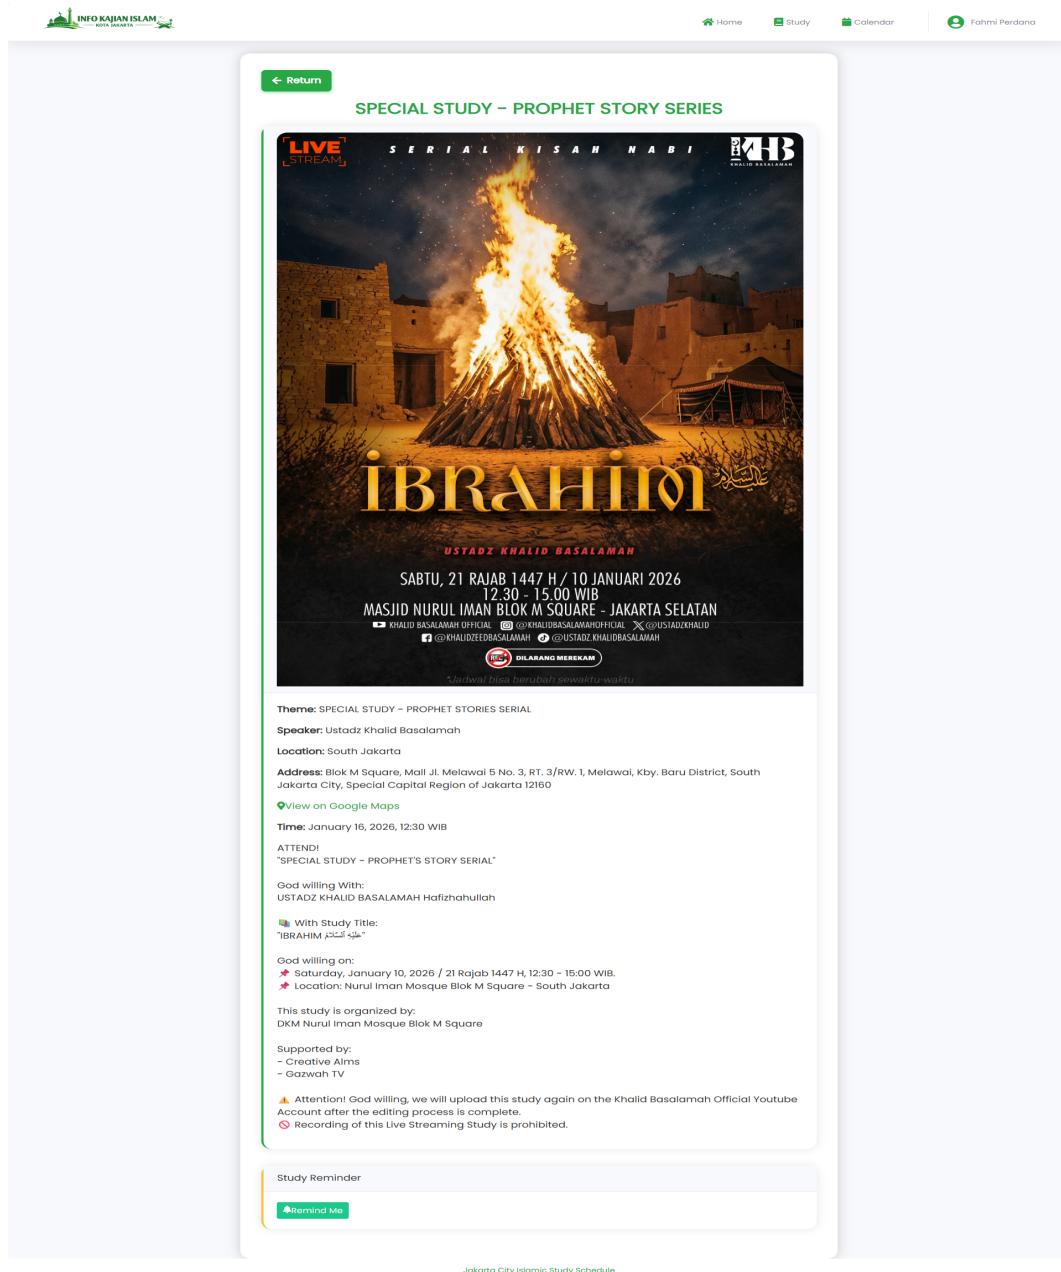 INFO KAJIAN ISLAM
KOTA JAKARTA
Home
Study
Calendar
Fahmi Perdana
Return
SPECIAL STUDY - PROPHET STORY SERIES
LIVE
STREAM
SERIAL KISAH NABI
KHB
KHALID BASALAMAH
IBRAHIM عليه السلام
USTADZ KHALID BASALAMAH
SABTU, 21 RAJAB 1447 H / 10 JANUARI 2026
12.30 - 15.00 WIB
MASJID NURUL IMAN BLOK M SQUARE - JAKARTA SELATAN
KHALID BASALAMAH OFFICIAL @KHALIDBASALAMAHOFFICIAL @USTADZKHALID
@KHALIDZEEDBASALAMAH @USTADZ.KHALIDBASALAMAH
REC DILARANG MEREKAM
*Jadwal bisa berubah sewaktu-waktu
Theme: SPECIAL STUDY - PROPHET STORIES SERIAL
Speaker: Ustadz Khalid Basalamah
Location: South Jakarta
Address: Blok M Square, Mall Jl. Melawai 5 No. 3, RT. 3/RW. 1, Melawai, Kby. Baru District, South
Jakarta City, Special Capital Region of Jakarta 12160
View on Google Maps
Time: January 16, 2026, 12:30 WIB
ATTEND!
"SPECIAL STUDY - PROPHET'S STORY SERIAL"
God willing With:
USTADZ KHALID BASALAMAH Hafizhahullah
📚 With Study Title:
"IBRAHIM عَلَيْهِ ٱلسَّلَامُ"
God willing on:
📌 Saturday, January 10, 2026 / 21 Rajab 1447 H, 12:30 - 15:00 WIB.
📌 Location: Nurul Iman Mosque Blok M Square - South Jakarta
This study is organized by:
DKM Nurul Iman Mosque Blok M Square
Supported by:
- Creative Alms
- Gazwah TV
⚠️ Attention! God willing, we will upload this study again on the Khalid Basalamah Official Youtube
Account after the editing process is complete.
🚫 Recording of this Live Streaming Study is prohibited.
Study Reminder
Remind Me
Jakarta City Islamic Study Schedule